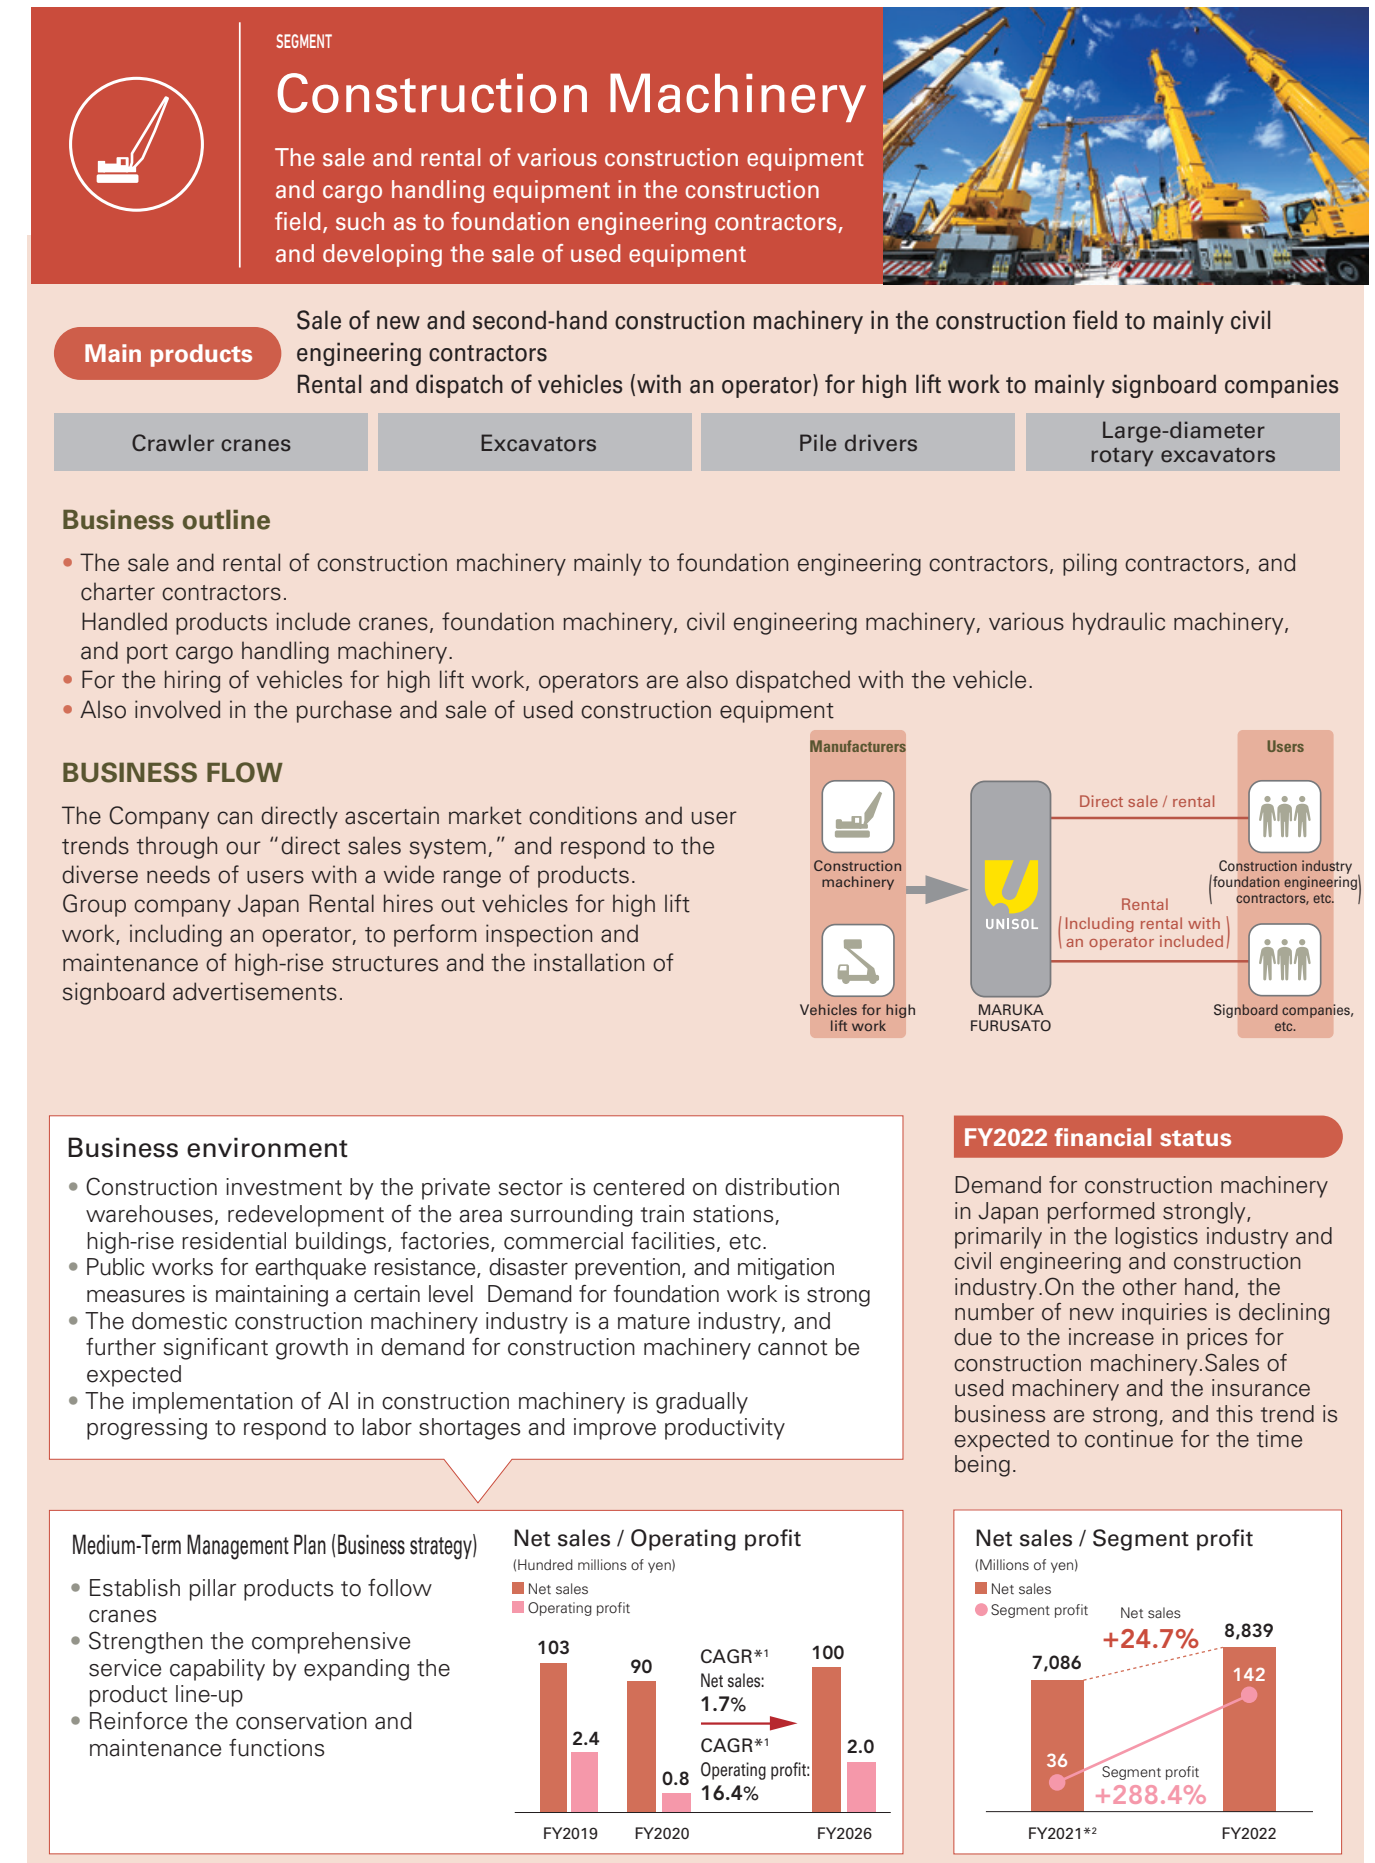 SEGMENT
Construction Machinery
The sale and rental of various construction equipment
and cargo handling equipment in the construction
field, such as to foundation engineering contractors,
and developing the sale of used equipment
Main products
Sale of new and second-hand construction machinery in the construction field to mainly civil
engineering contractors
Rental and dispatch of vehicles (with an operator) for high lift work to mainly signboard companies
Crawler cranes
Excavators
Pile drivers
Large-diameter
rotary excavators
Business outline
• The sale and rental of construction machinery mainly to foundation engineering contractors, piling contractors, and
charter contractors.
Handled products include cranes, foundation machinery, civil engineering machinery, various hydraulic machinery,
and port cargo handling machinery.
• For the hiring of vehicles for high lift work, operators are also dispatched with the vehicle.
• Also involved in the purchase and sale of used construction equipment
BUSINESS FLOW
The Company can directly ascertain market conditions and user
trends through our “direct sales system,” and respond to the
diverse needs of users with a wide range of products.
Group company Japan Rental hires out vehicles for high lift
work, including an operator, to perform inspection and
maintenance of high-rise structures and the installation of
signboard advertisements.
Manufacturers
Construction
machinery
Vehicles for high
lift work
UNISOL
MARUKA
FURUSATO
Direct sale / rental
Rental
(Including rental with
an operator included)
Users
Construction industry
(foundation engineering
contractors, etc.)
Signboard companies,
etc.
Business environment
• Construction investment by the private sector is centered on distribution
warehouses, redevelopment of the area surrounding train stations,
high-rise residential buildings, factories, commercial facilities, etc.
• Public works for earthquake resistance, disaster prevention, and mitigation
measures is maintaining a certain level  Demand for foundation work is strong
• The domestic construction machinery industry is a mature industry, and
further significant growth in demand for construction machinery cannot be
expected
• The implementation of AI in construction machinery is gradually
progressing to respond to labor shortages and improve productivity
FY2022 financial status
Demand for construction machinery
in Japan performed strongly,
primarily in the logistics industry and
civil engineering and construction
industry.On the other hand, the
number of new inquiries is declining
due to the increase in prices for
construction machinery.Sales of
used machinery and the insurance
business are strong, and this trend is
expected to continue for the time
being.
Medium-Term Management Plan (Business strategy)
• Establish pillar products to follow
cranes
• Strengthen the comprehensive
service capability by expanding the
product line-up
• Reinforce the conservation and
maintenance functions
Net sales / Operating profit
(Hundred millions of yen)
Net sales
Operating profit
103
2.4
90
0.8
CAGR*1
Net sales:
1.7%
CAGR*1
Operating profit:
16.4%
100
2.0
FY2019
FY2020
FY2026
Net sales / Segment profit
(Millions of yen)
Net sales
Segment profit
Net sales
+24.7%
7,086
8,839
142
36
Segment profit
+288.4%
FY2021*2
FY2022